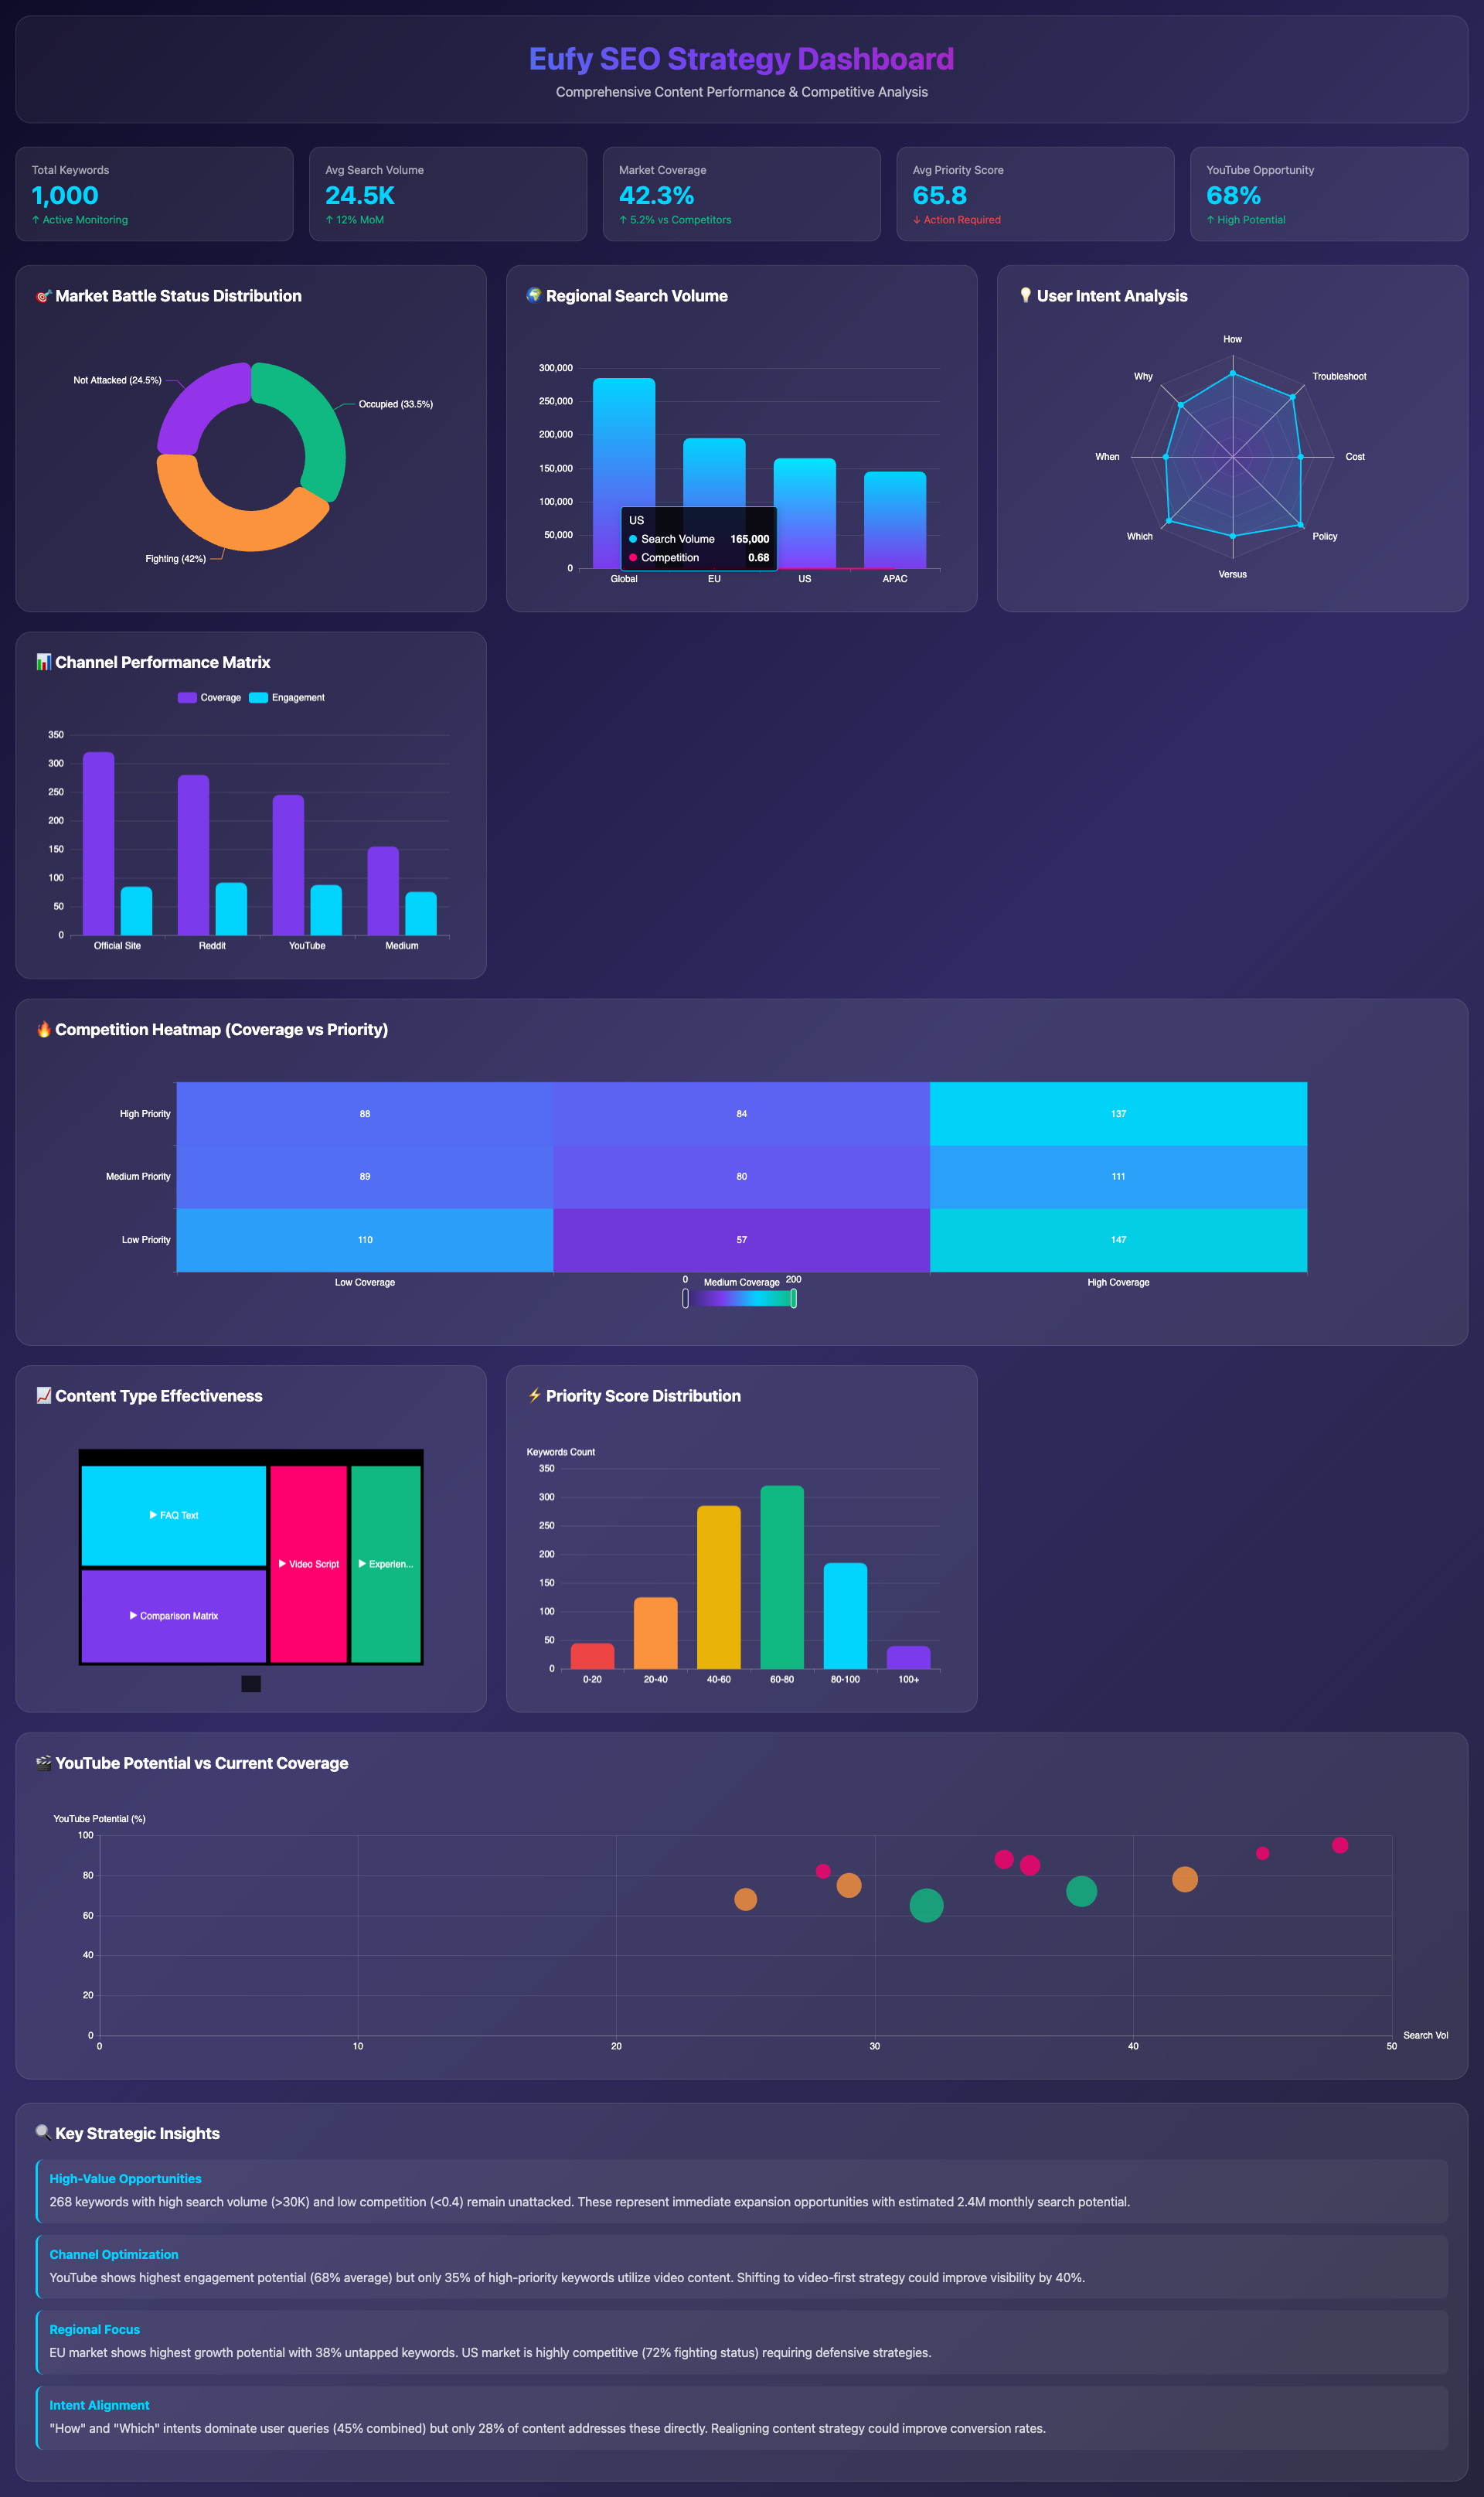 Eufy SEO Strategy Dashboard
Comprehensive Content Performance & Competitive Analysis
Total Keywords
1,000
↑ Active Monitoring
Avg Search Volume
24.5K
↑ 12% MoM
Market Coverage
42.3%
↑ 5.2% vs Competitors
Avg Priority Score
65.8
↓ Action Required
YouTube Opportunity
68%
↑ High Potential
🎯 Market Battle Status Distribution
Not Attacked (24.5%)
Occupied (33.5%)
Fighting (42%)
🌍 Regional Search Volume
300,000
250,000
200,000
150,000
100,000
50,000
0
US
Search Volume 165,000
Competition 0.68
Global EU US APAC
💡 User Intent Analysis
How
Why Troubleshoot
When Cost
Which Policy
Versus
📊 Channel Performance Matrix
Coverage Engagement
350
300
250
200
150
100
50
0
Official Site Reddit YouTube Medium
🔥 Competition Heatmap (Coverage vs Priority)
High Priority 88 84 137
Medium Priority 89 80 111
Low Priority 110 57 147
Low Coverage Medium Coverage High Coverage
0 200
📈 Content Type Effectiveness
▶ FAQ Text
▶ Video Script
▶ Experien...
▶ Comparison Matrix
⚡ Priority Score Distribution
Keywords Count
350
300
250
200
150
100
50
0
0-20 20-40 40-60 60-80 80-100 100+
🎬 YouTube Potential vs Current Coverage
YouTube Potential (%)
100
80
60
40
20
0
0 10 20 30 40 50
Search Vol
🔍 Key Strategic Insights
High-Value Opportunities
268 keywords with high search volume (>30K) and low competition (<0.4) remain unattacked. These represent immediate expansion opportunities with estimated 2.4M monthly search potential.
Channel Optimization
YouTube shows highest engagement potential (68% average) but only 35% of high-priority keywords utilize video content. Shifting to video-first strategy could improve visibility by 40%.
Regional Focus
EU market shows highest growth potential with 38% untapped keywords. US market is highly competitive (72% fighting status) requiring defensive strategies.
Intent Alignment
"How" and "Which" intents dominate user queries (45% combined) but only 28% of content addresses these directly. Realigning content strategy could improve conversion rates.